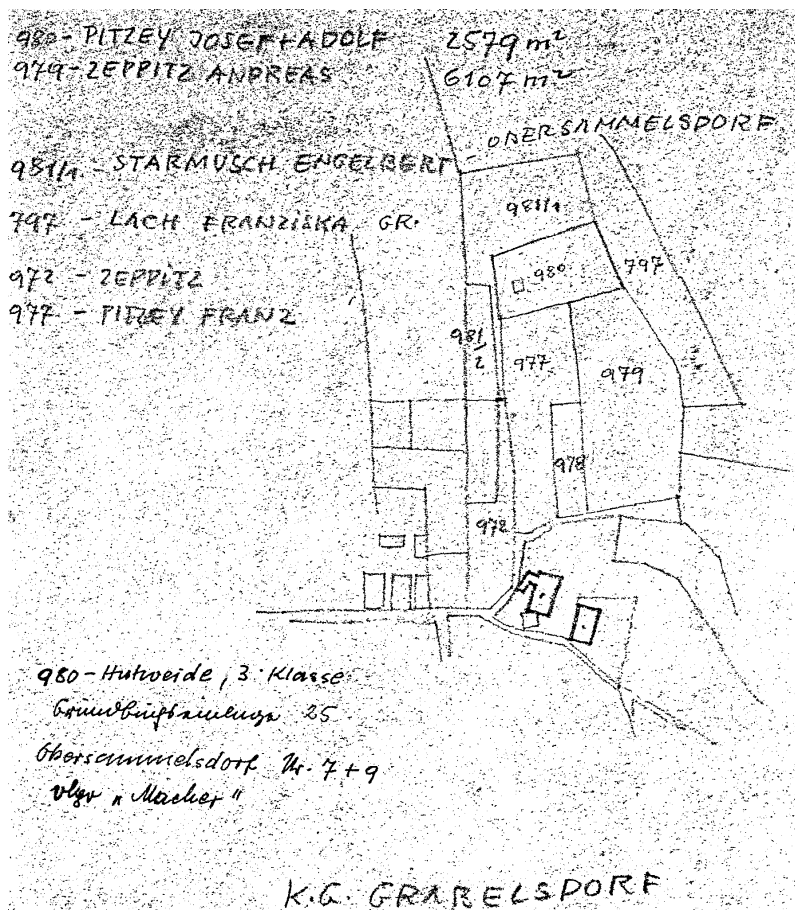 980 - PITZEY JOSEF + ADOLF 2579 m²
979 - ZEPPITZ ANDREAS 6107 m²
- OBERSAMMELSDORF
981/1 - STARMUSCH ENGELBERT
797 - LACH FRANZISKA GR.
972 - ZEPPITZ
977 - PITZEY FRANZ
981/1
980
797
981/2
977
979
978
972
980 - Hutweide, 3. Klasse
Grundbuchseinlage 25
Obersammelsdorf Nr. 7 + 9
vlgo „Macher"
K.G. GRABELSDORF